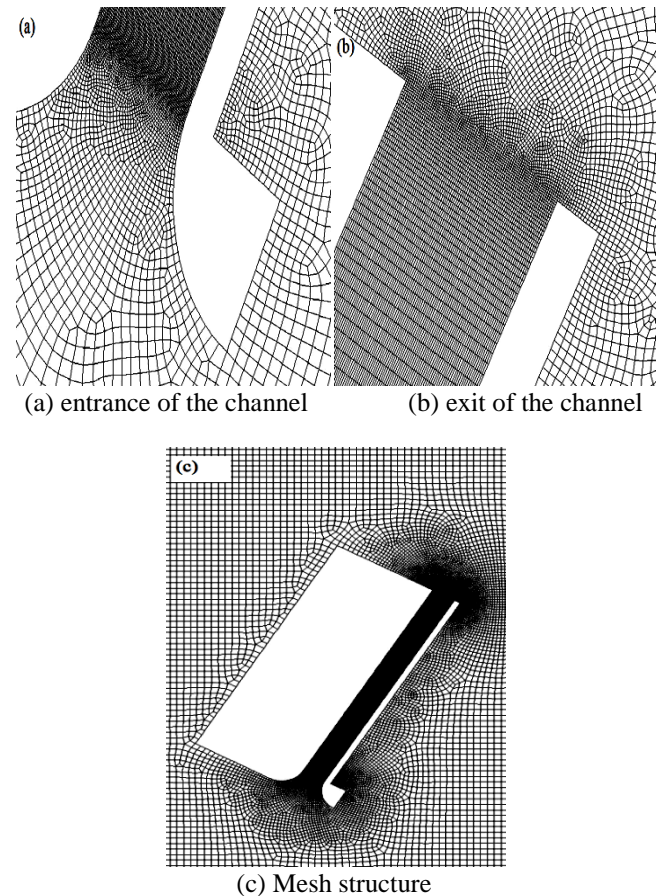 (a)
(b)
(a) entrance of the channel
(b) exit of the channel
(c)
(c) Mesh structure